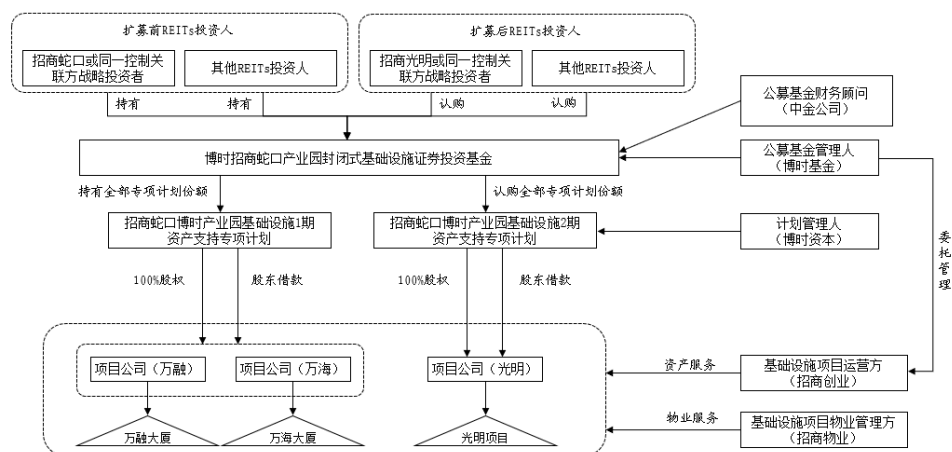 扩募前REITs投资人
扩募后REITs投资人
招商蛇口或同一控制关
联方战略投资者
其他REITs投资人
招商光明或同一控制关
联方战略投资者
其他REITs投资人
持有
持有
认购
认购
公募基金财务顾问
（中金公司）
博时招商蛇口产业园封闭式基础设施证券投资基金
公募基金管理人
（博时基金）
持有全部专项计划份额
认购全部专项计划份额
招商蛇口博时产业园基础设施1期
资产支持专项计划
招商蛇口博时产业园基础设施2期
资产支持专项计划
计划管理人
（博时资本）
委托管理
100%股权
股东借款
100%股权
股东借款
项目公司（万融）
项目公司（万海）
项目公司（光明）
资产服务
基础设施项目运营方
（招商创业）
万融大厦
万海大厦
光明项目
物业服务
基础设施项目物业管理方
（招商物业）